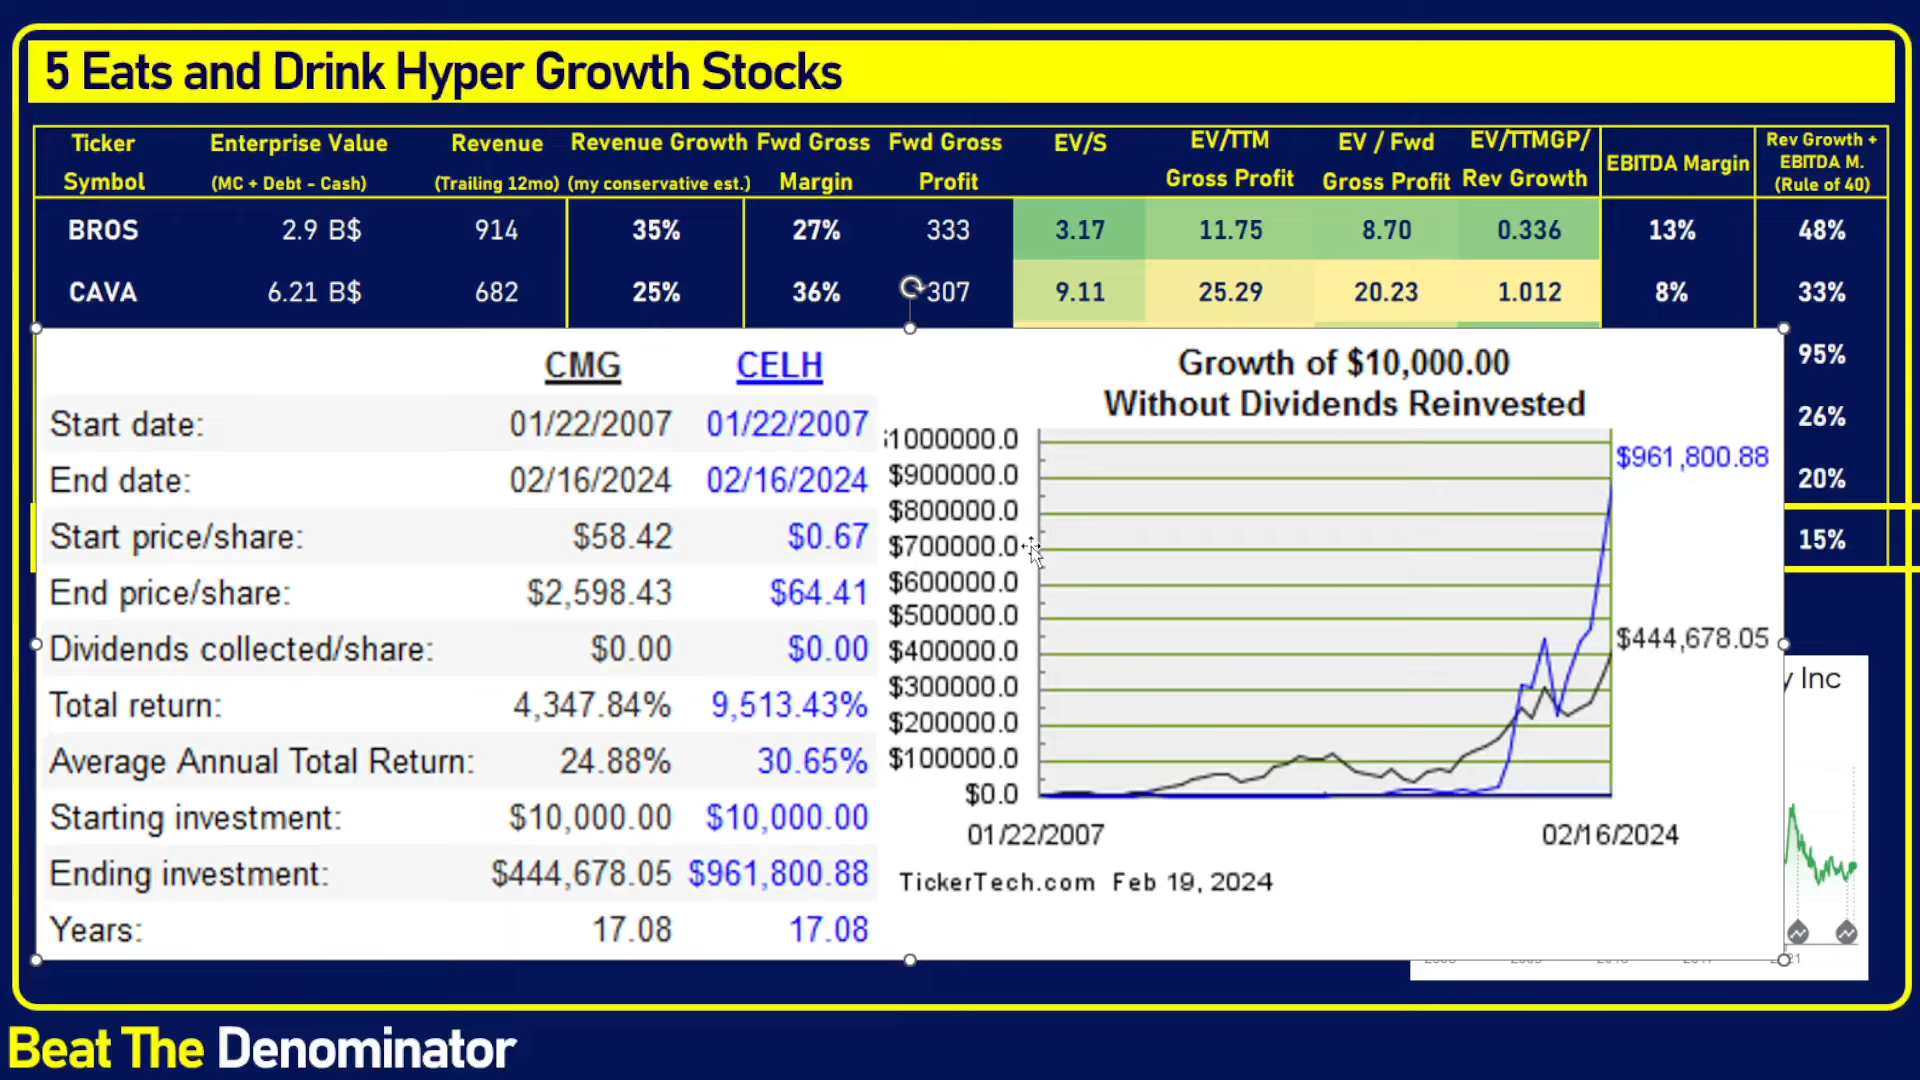 5 Eats and Drink Hyper Growth Stocks
Ticker Symbol
Enterprise Value (MC + Debt - Cash)
Revenue (Trailing 12mo)
Revenue Growth (my conservative est.)
Fwd Gross Margin
Fwd Gross Profit
EV/S
EV/TTM Gross Profit
EV / Fwd Gross Profit
EV/TTMGP/ Rev Growth
EBITDA Margin
Rev Growth + EBITDA M. (Rule of 40)
BROS 2.9 B$ 914 35% 27% 333 3.17 11.75 8.70 0.336 13% 48%
CAVA 6.21 B$ 682 25% 36% 307 9.11 25.29 20.23 1.012 8% 33%
95%
26%
20%
15%
CMG CELH
Start date: 01/22/2007 01/22/2007
End date: 02/16/2024 02/16/2024
Start price/share: $58.42 $0.67
End price/share: $2,598.43 $64.41
Dividends collected/share: $0.00 $0.00
Total return: 4,347.84% 9,513.43%
Average Annual Total Return: 24.88% 30.65%
Starting investment: $10,000.00 $10,000.00
Ending investment: $444,678.05 $961,800.88
Years: 17.08 17.08
Growth of $10,000.00
Without Dividends Reinvested
1000000.0
$900000.0
$800000.0
$700000.0
$600000.0
$500000.0
$400000.0
$300000.0
$200000.0
$100000.0
$0.0
$961,800.88
$444,678.05
01/22/2007 02/16/2024
TickerTech.com Feb 19, 2024
y Inc
Beat The Denominator